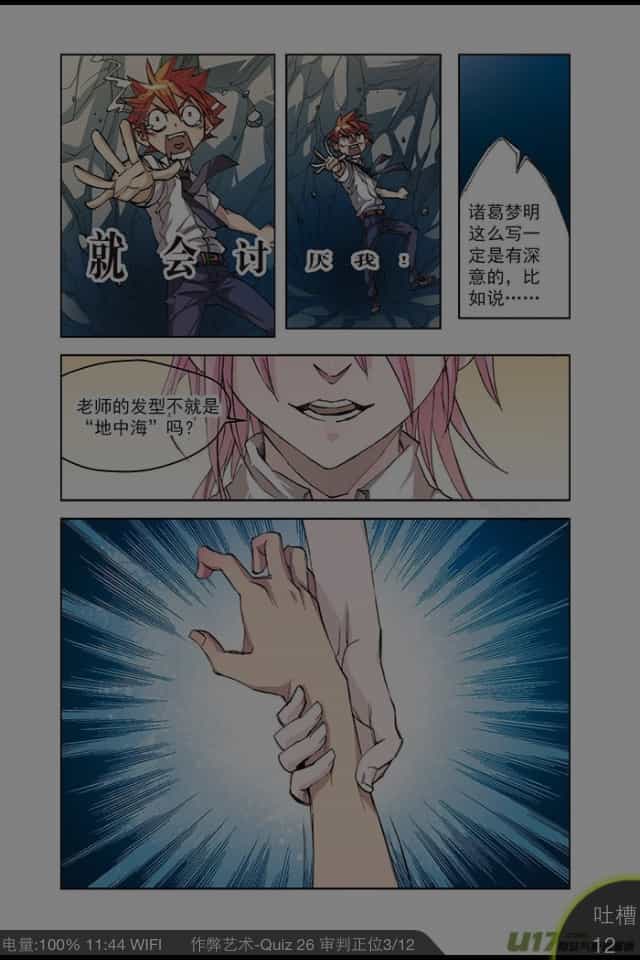 就会讨
厌我！
诸葛梦明
这么写一
定是有深
意的，比
如说……
老师的发型不就是
“地中海”吗？
电量:100% 11:44 WIFI 作弊艺术-Quiz 26 审判正位3/12
吐槽
12
U17